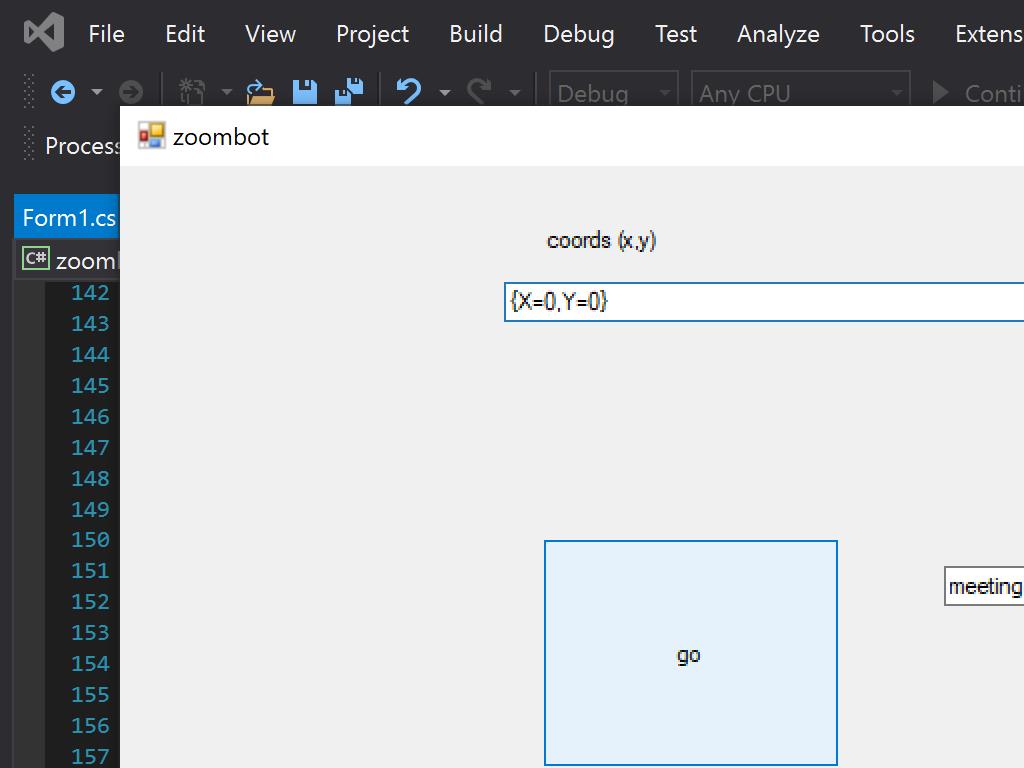 File Edit View Project Build Debug Test Analyze Tools Extens
Debug Any CPU Conti
Process
zoombot
Form1.cs
C# zooml
coords (x,y)
{X=0,Y=0}
142
143
144
145
146
147
148
149
150
151
152
153
154
155
156
157
meeting
go